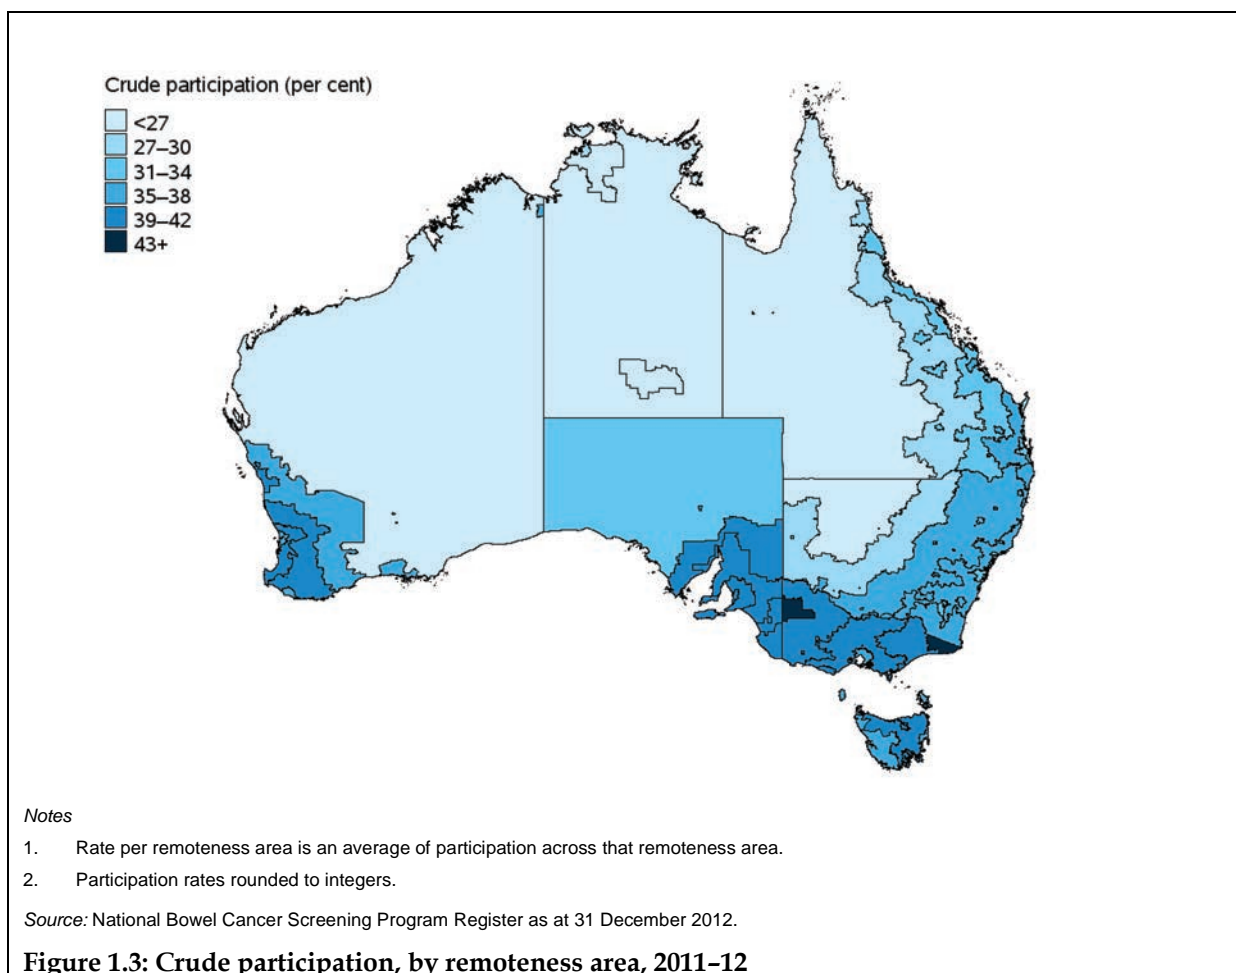 Crude participation (per cent)
<27
27–30
31–34
35–38
39–42
43+
Notes
1. Rate per remoteness area is an average of participation across that remoteness area.
2. Participation rates rounded to integers.
Source: National Bowel Cancer Screening Program Register as at 31 December 2012.
Figure 1.3: Crude participation, by remoteness area, 2011–12